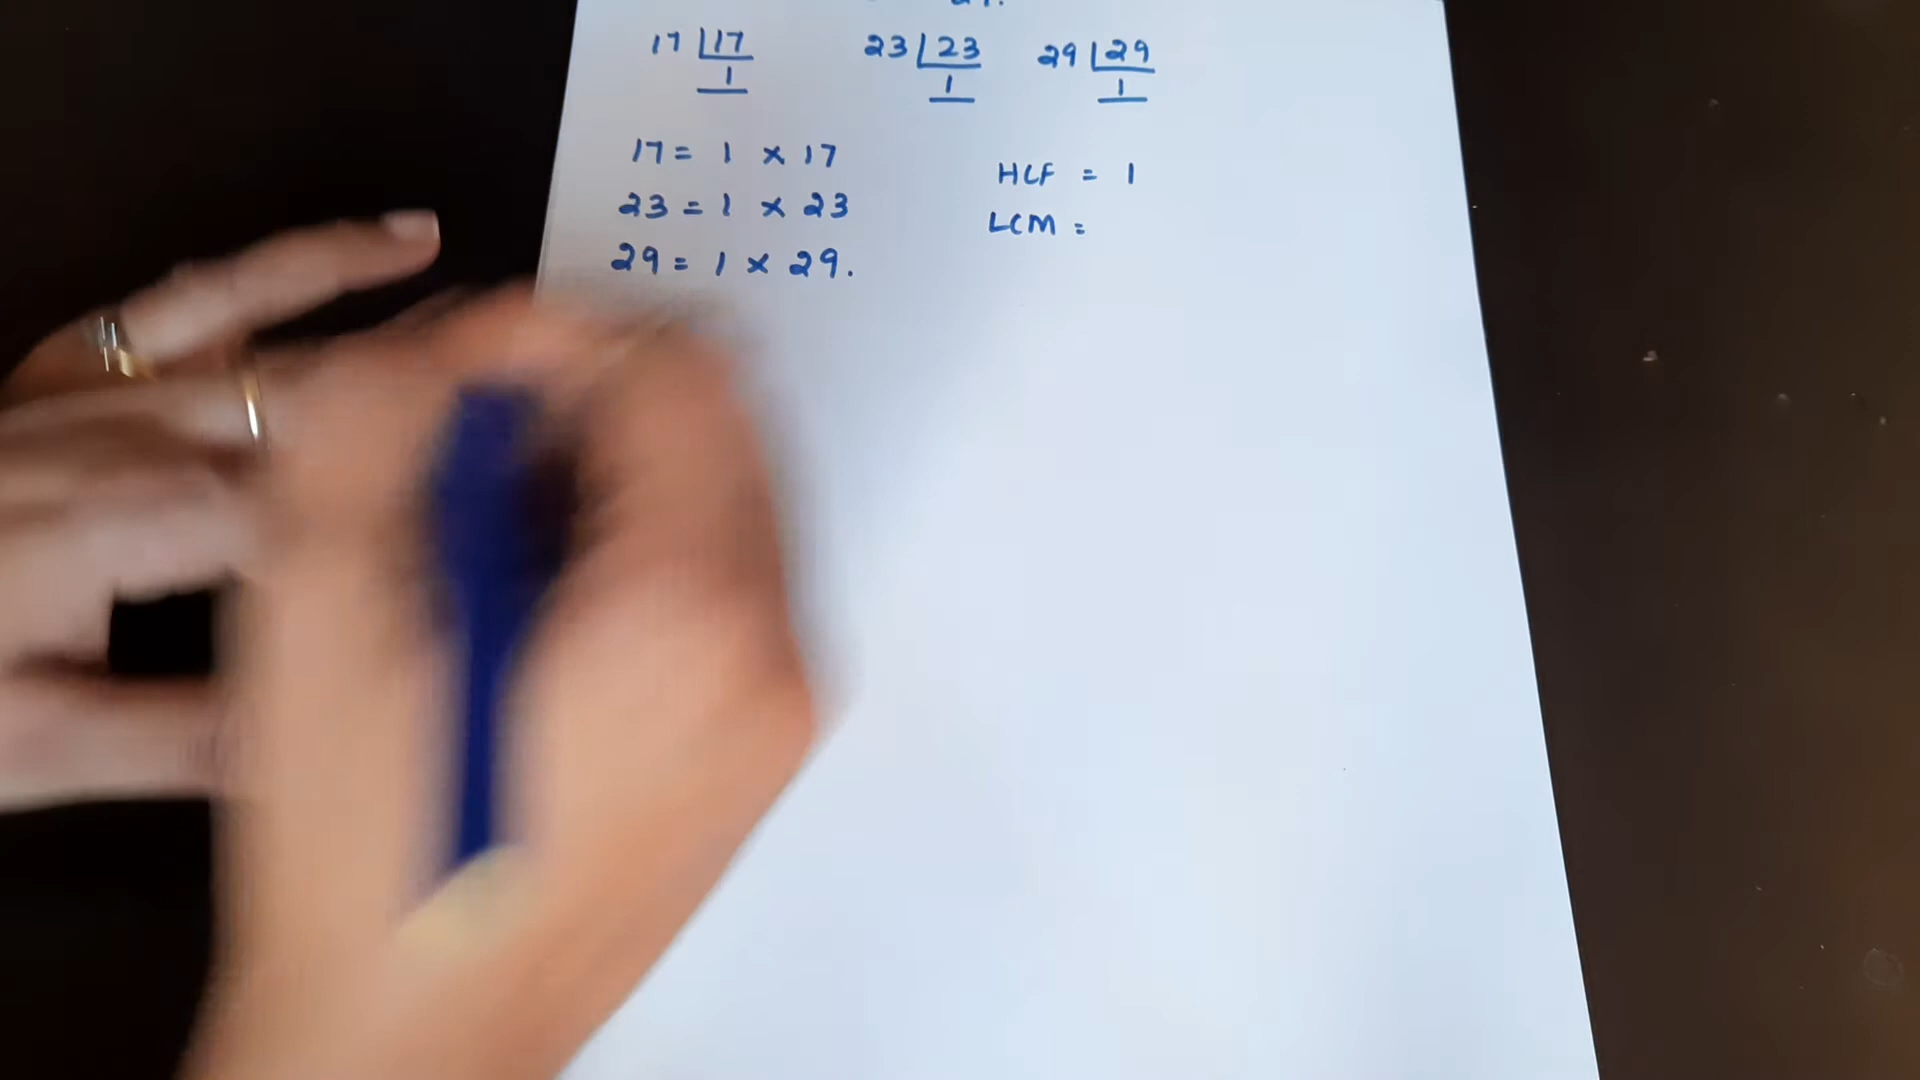 17 17 23 23 29 29
1 1 1
17 = 1 × 17
23 = 1 × 23
29 = 1 × 29.
HCF = 1
LCM =